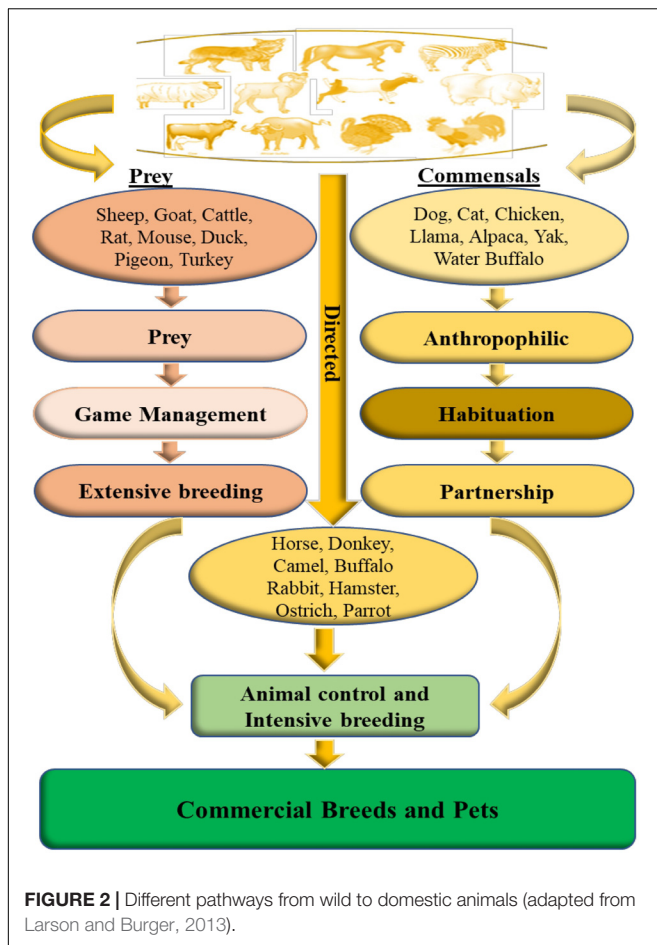 Prey
Sheep, Goat, Cattle,
Rat, Mouse, Duck,
Pigeon, Turkey
Prey
Game Management
Extensive breeding
Directed
Commensals
Dog, Cat, Chicken,
Llama, Alpaca, Yak,
Water Buffalo
Anthropophilic
Habituation
Partnership
Horse, Donkey,
Camel, Buffalo
Rabbit, Hamster,
Ostrich, Parrot
Animal control and
Intensive breeding
Commercial Breeds and Pets
FIGURE 2 | Different pathways from wild to domestic animals (adapted from
Larson and Burger, 2013).